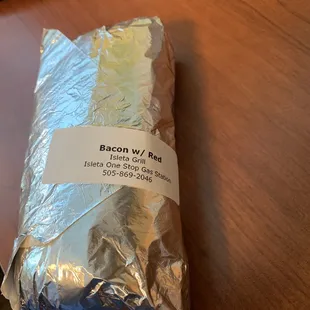 Bacon w/ Red
Isleta Grill
Isleta One Stop Gas Station
505-869-2046